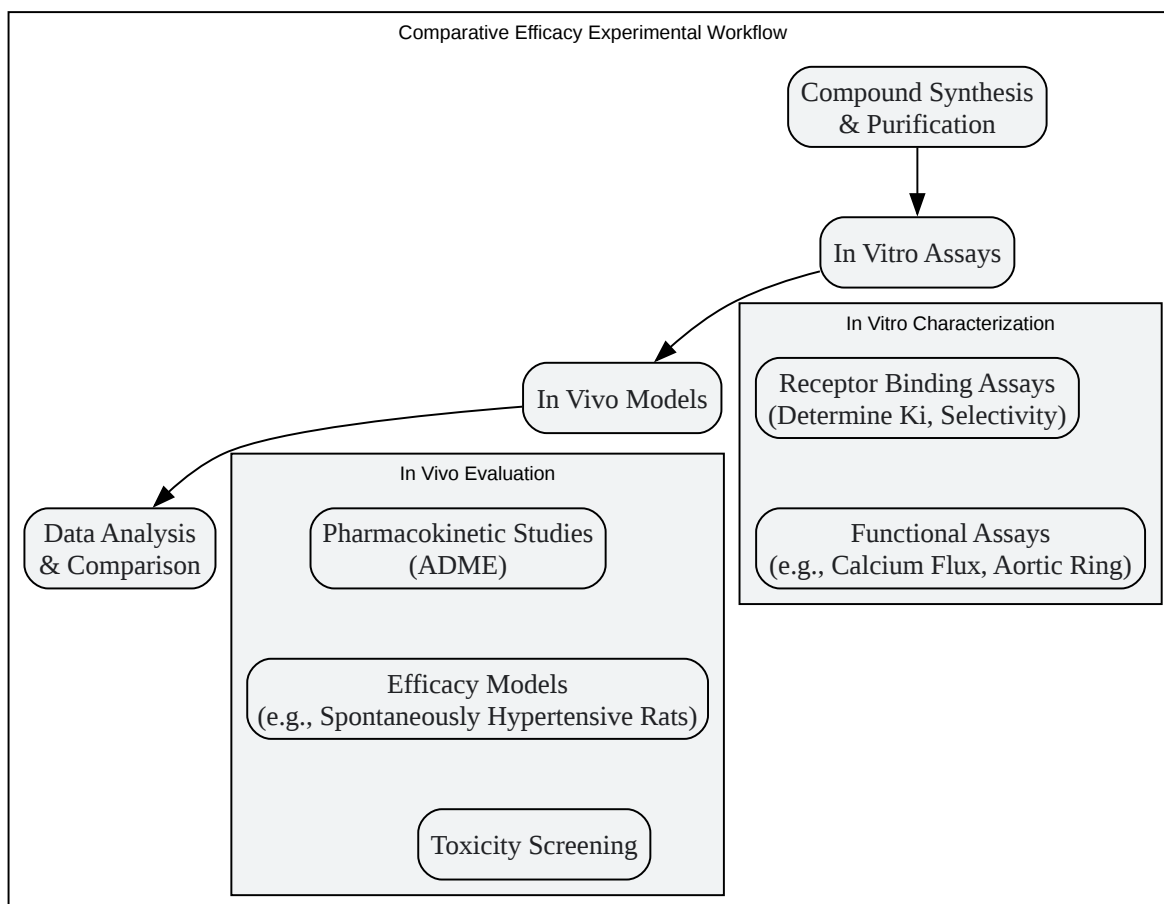 Comparative Efficacy Experimental Workflow
Compound Synthesis
& Purification
In Vitro Assays
In Vitro Characterization
Receptor Binding Assays
(Determine Ki, Selectivity)
In Vivo Models
In Vivo Evaluation
Data Analysis
& Comparison
Pharmacokinetic Studies
(ADME)
Functional Assays
(e.g., Calcium Flux, Aortic Ring)
Efficacy Models
(e.g., Spontaneously Hypertensive Rats)
Toxicity Screening